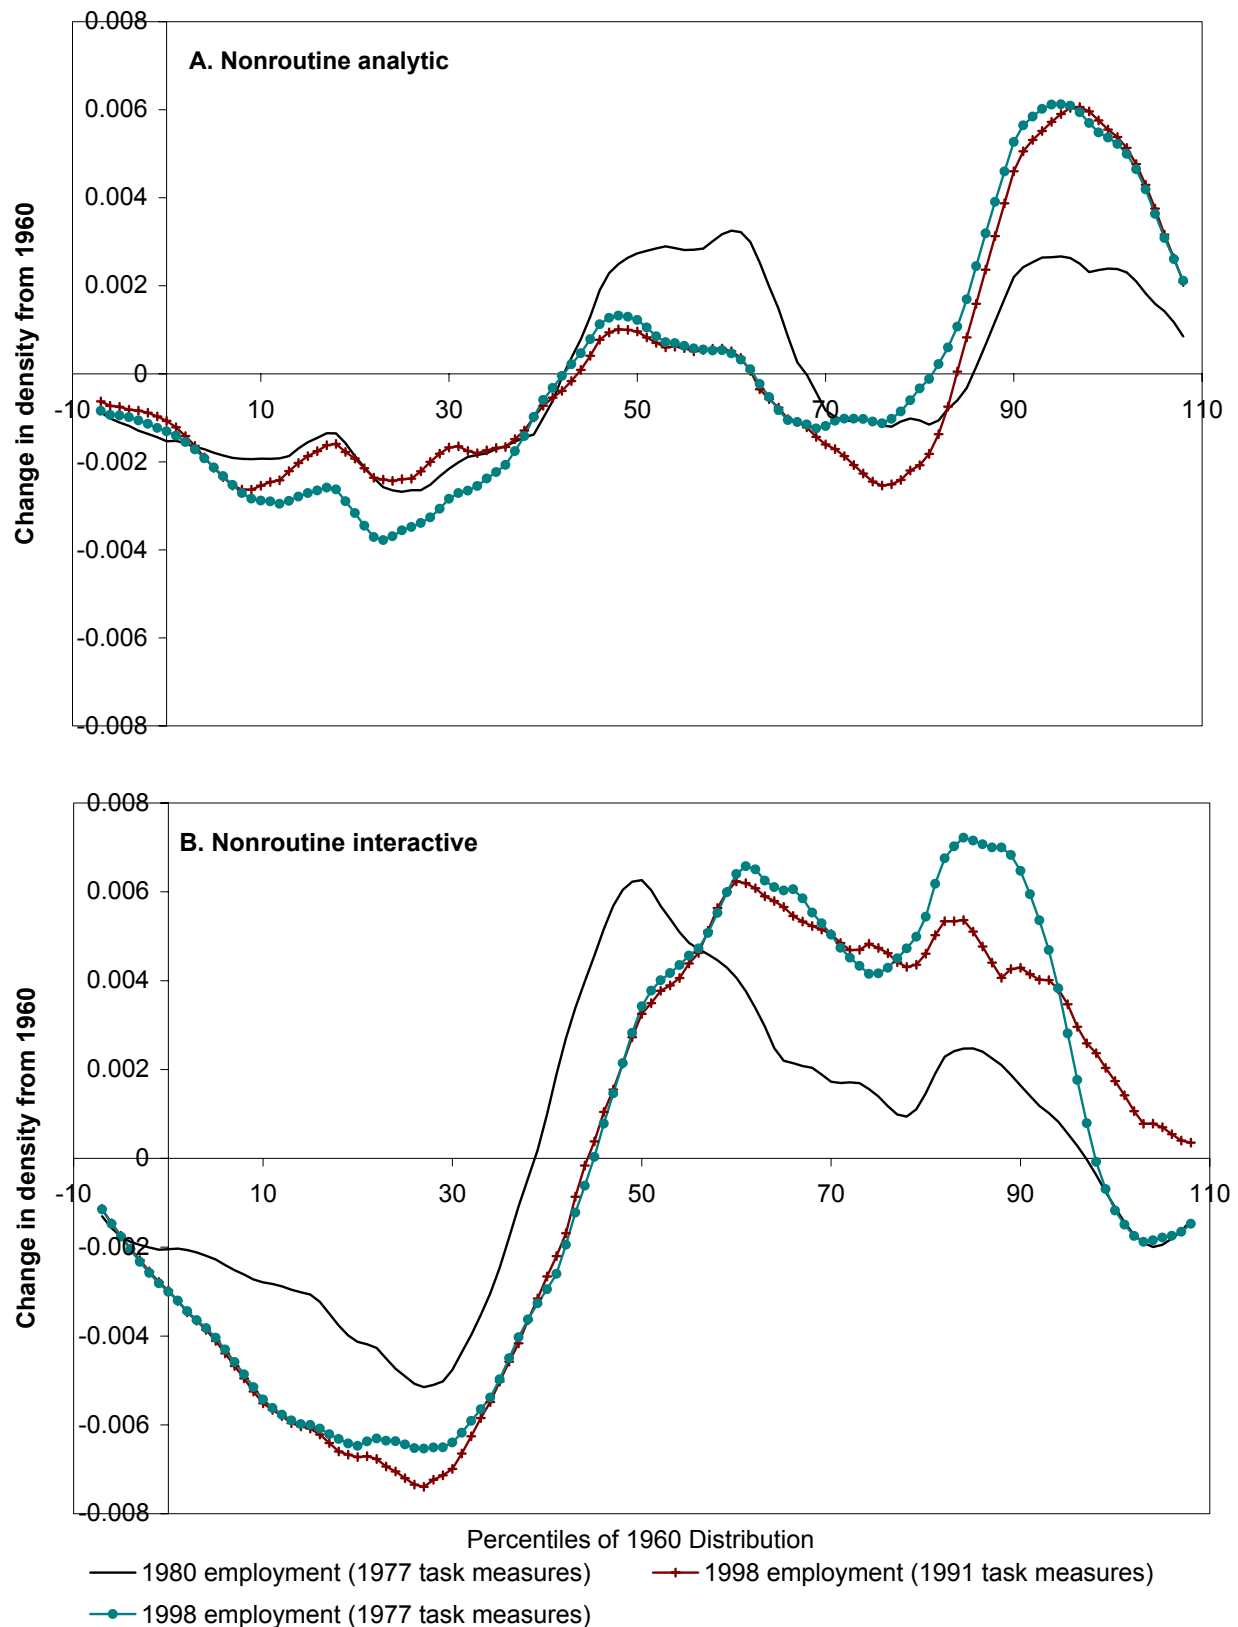 0.008
A. Nonroutine analytic
0.006
0.004
0.002
0
-10 10 30 50 70 90 110
-0.002
-0.004
-0.006
-0.008
Change in density from 1960
0.008
B. Nonroutine interactive
0.006
0.004
0.002
0
-10 10 30 50 70 90 110
-0.002
-0.004
-0.006
-0.008
Change in density from 1960
Percentiles of 1960 Distribution
1980 employment (1977 task measures) 1998 employment (1991 task measures)
1998 employment (1977 task measures)